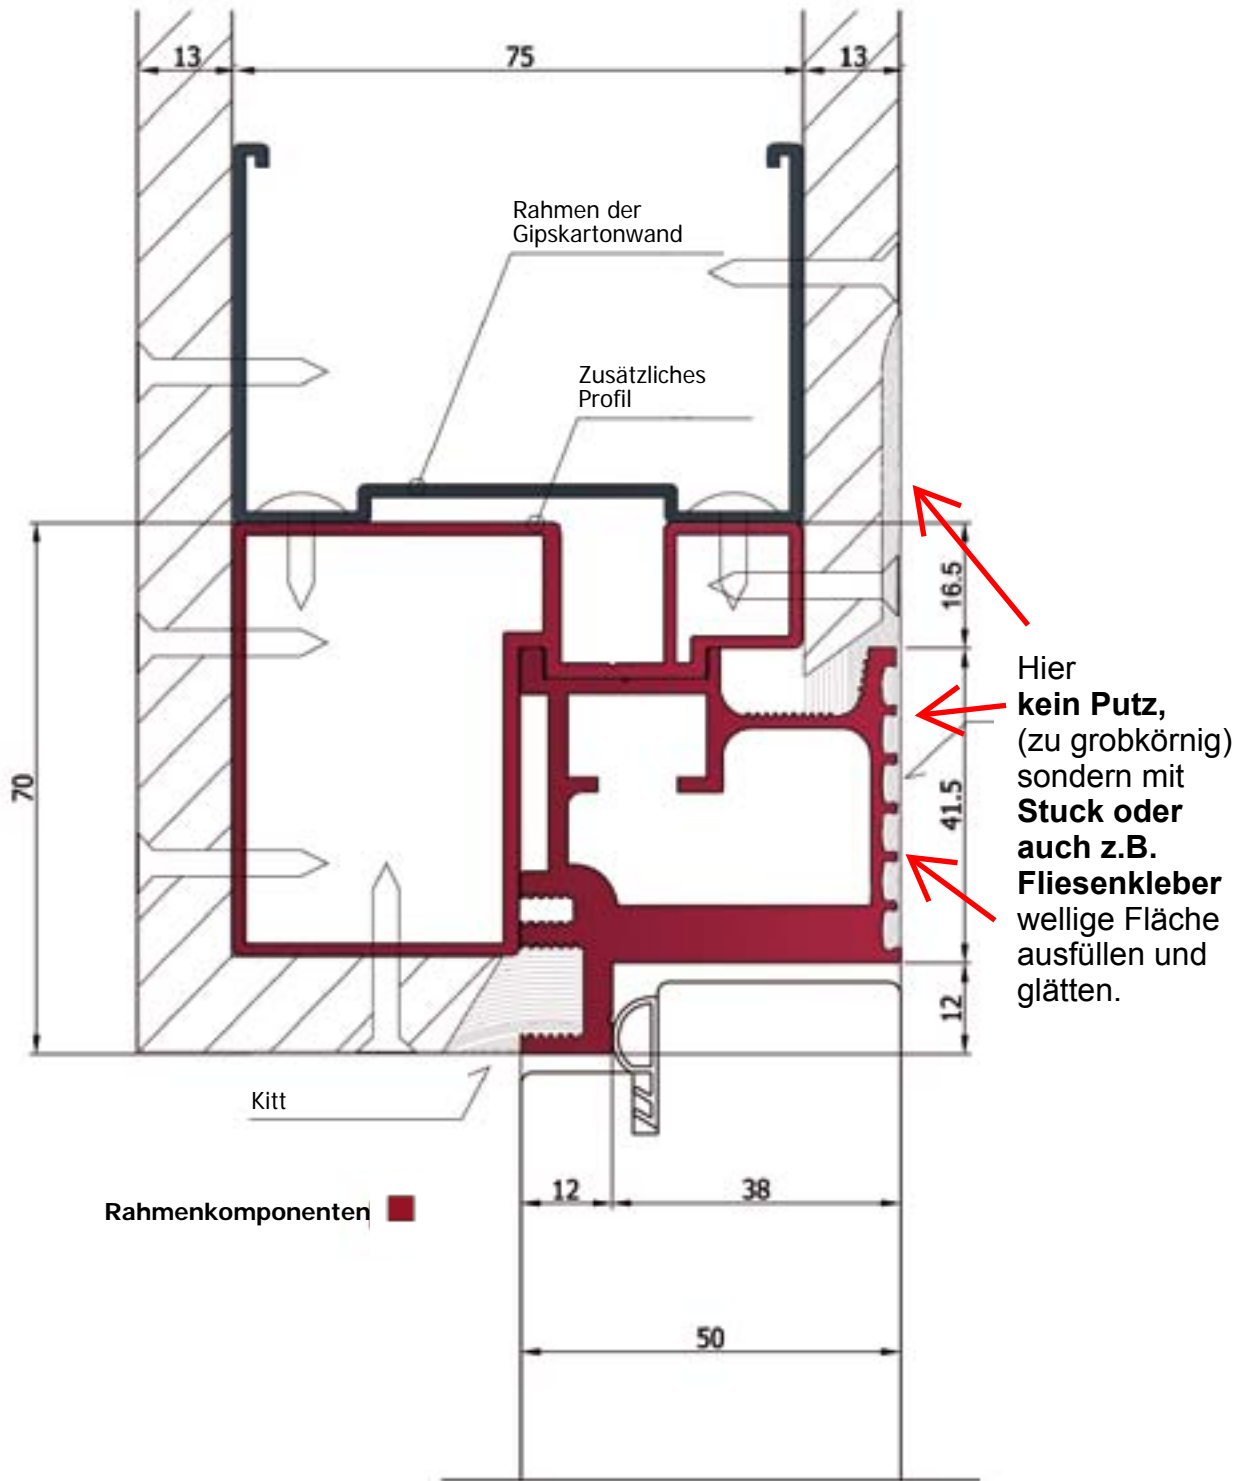 13
75
13
Rahmen der
Gipskartonwand
Zusätzliches
Profil
16.5
Hier
kein Putz,
(zu grobkörnig)
sondern mit
Stuck oder
auch z.B.
Fliesenkleber
wellige Fläche
ausfüllen und
glätten.
70
41.5
12
Kitt
12
38
Rahmenkomponenten
50